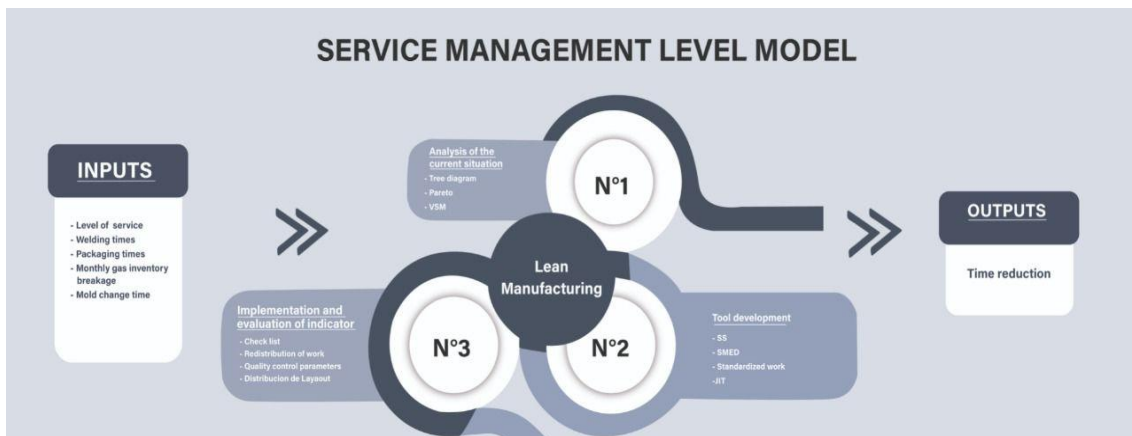 SERVICE MANAGEMENT LEVEL MODEL
INPUTS
- Level of service
- Welding times
- Packaging times
- Monthly gas inventory
breakage
- Mold change time
Analysis of the
current situation
- Tree diagram
- Pareto
- VSM
N°1
Lean
Manufacturing
Implementation and
evaluation of indicator
- Check list
- Redistribution of work
- Quality control parameters
- Distribucion de Layaout
N°3
N°2
Tool development
- SS
- SMED
- Standardized work
-JIT
OUTPUTS
Time reduction